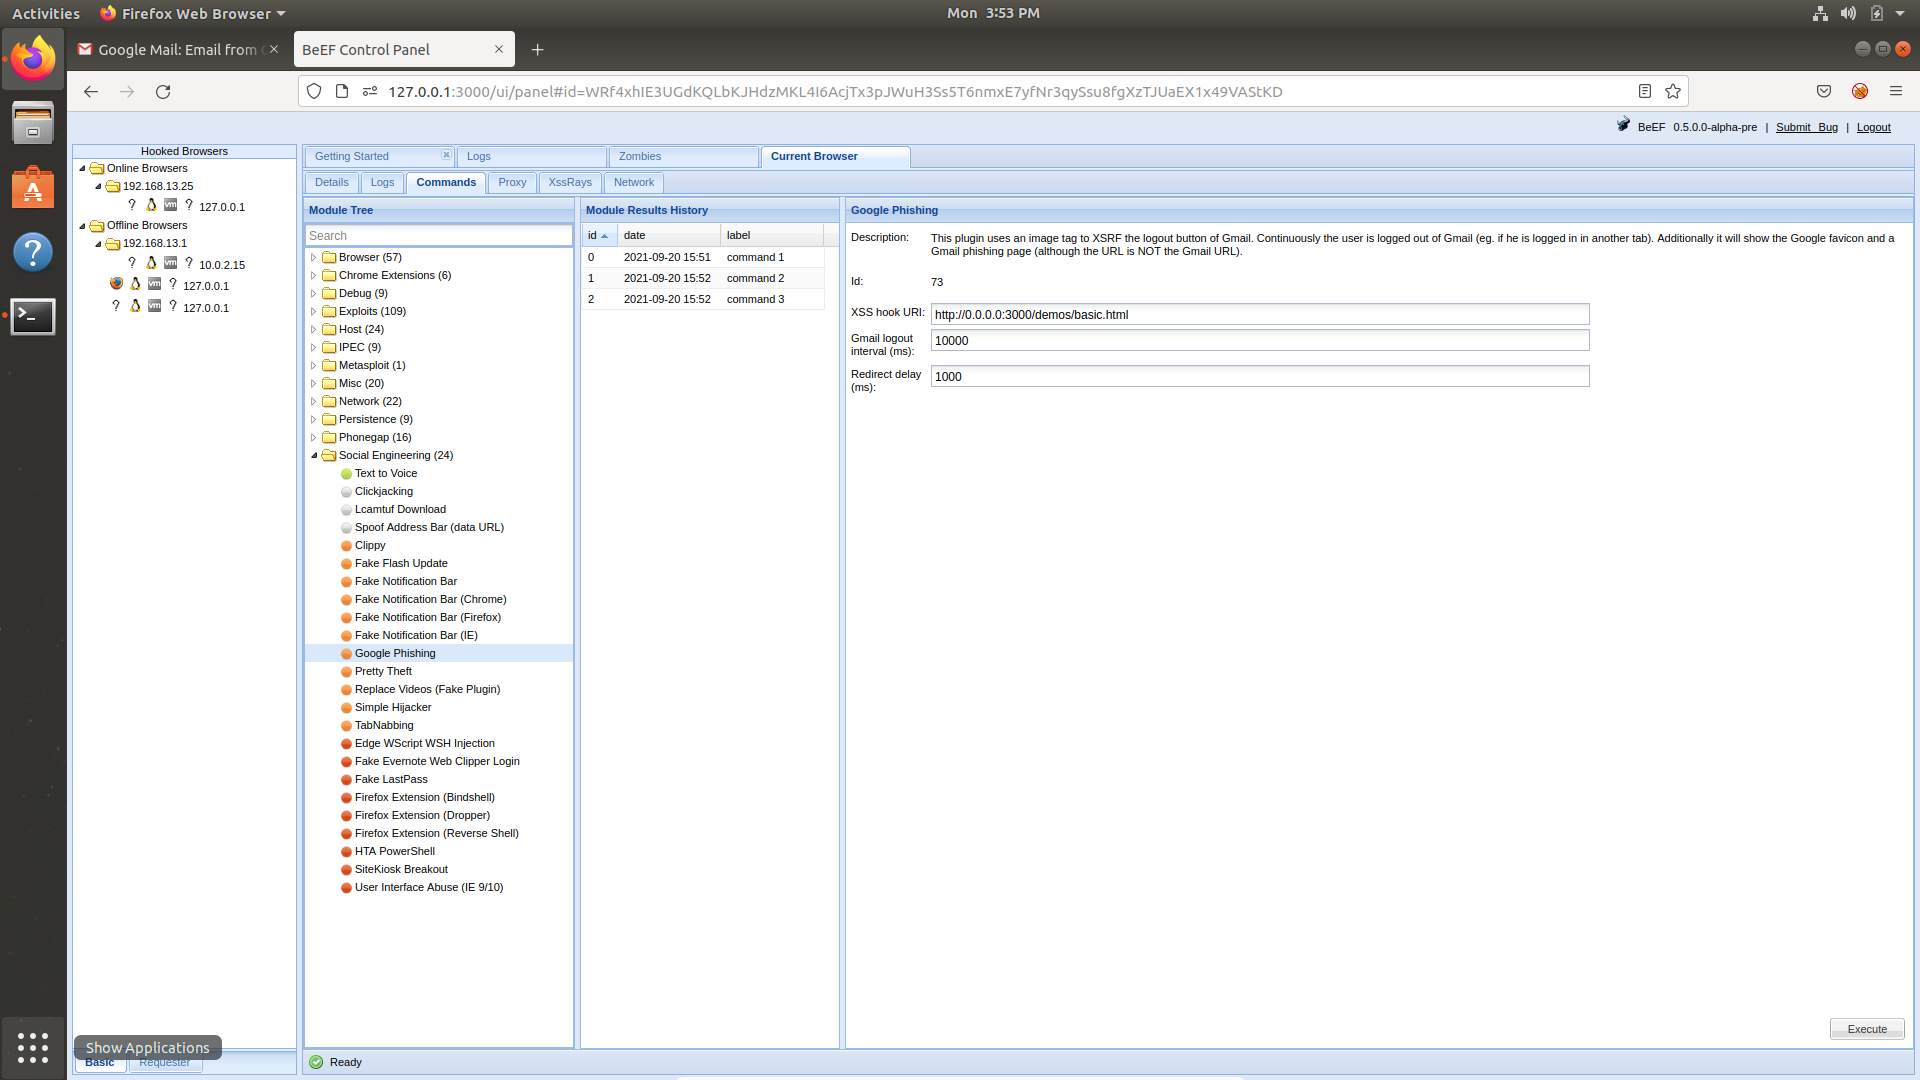 Activities
Firefox Web Browser
Mon 3:53 PM
Google Mail: Email from
BeEF Control Panel
127.0.0.1:3000/ui/panel#id=WRf4xhIE3UGdKQLbKJHdzMKL4I6AcjTx3pJWuH3Ss5T6nmxE7yfNr3qySsu8fgXzTJUaEX1x49VAStKD
BeEF 0.5.0.0-alpha-pre | Submit Bug | Logout
Hooked Browsers
Online Browsers
192.168.13.25
? vm ? 127.0.0.1
Offline Browsers
192.168.13.1
? vm ? 10.0.2.15
vm ? 127.0.0.1
? vm ? 127.0.0.1
Basic
Requester
Show Applications
Getting Started
Logs
Zombies
Current Browser
Details
Logs
Commands
Proxy
XssRays
Network
Module Tree
Search
Browser (57)
Chrome Extensions (6)
Debug (9)
Exploits (109)
Host (24)
IPEC (9)
Metasploit (1)
Misc (20)
Network (22)
Persistence (9)
Phonegap (16)
Social Engineering (24)
Text to Voice
Clickjacking
Lcamtuf Download
Spoof Address Bar (data URL)
Clippy
Fake Flash Update
Fake Notification Bar
Fake Notification Bar (Chrome)
Fake Notification Bar (Firefox)
Fake Notification Bar (IE)
Google Phishing
Pretty Theft
Replace Videos (Fake Plugin)
Simple Hijacker
TabNabbing
Edge WScript WSH Injection
Fake Evernote Web Clipper Login
Fake LastPass
Firefox Extension (Bindshell)
Firefox Extension (Dropper)
Firefox Extension (Reverse Shell)
HTA PowerShell
SiteKiosk Breakout
User Interface Abuse (IE 9/10)
Module Results History
id date label
0 2021-09-20 15:51 command 1
1 2021-09-20 15:52 command 2
2 2021-09-20 15:52 command 3
Google Phishing
Description: This plugin uses an image tag to XSRF the logout button of Gmail. Continuously the user is logged out of Gmail (eg. if he is logged in in another tab). Additionally it will show the Google favicon and a
Gmail phishing page (although the URL is NOT the Gmail URL).
Id: 73
XSS hook URI: http://0.0.0.0:3000/demos/basic.html
Gmail logout
interval (ms): 10000
Redirect delay
(ms): 1000
Execute
Ready